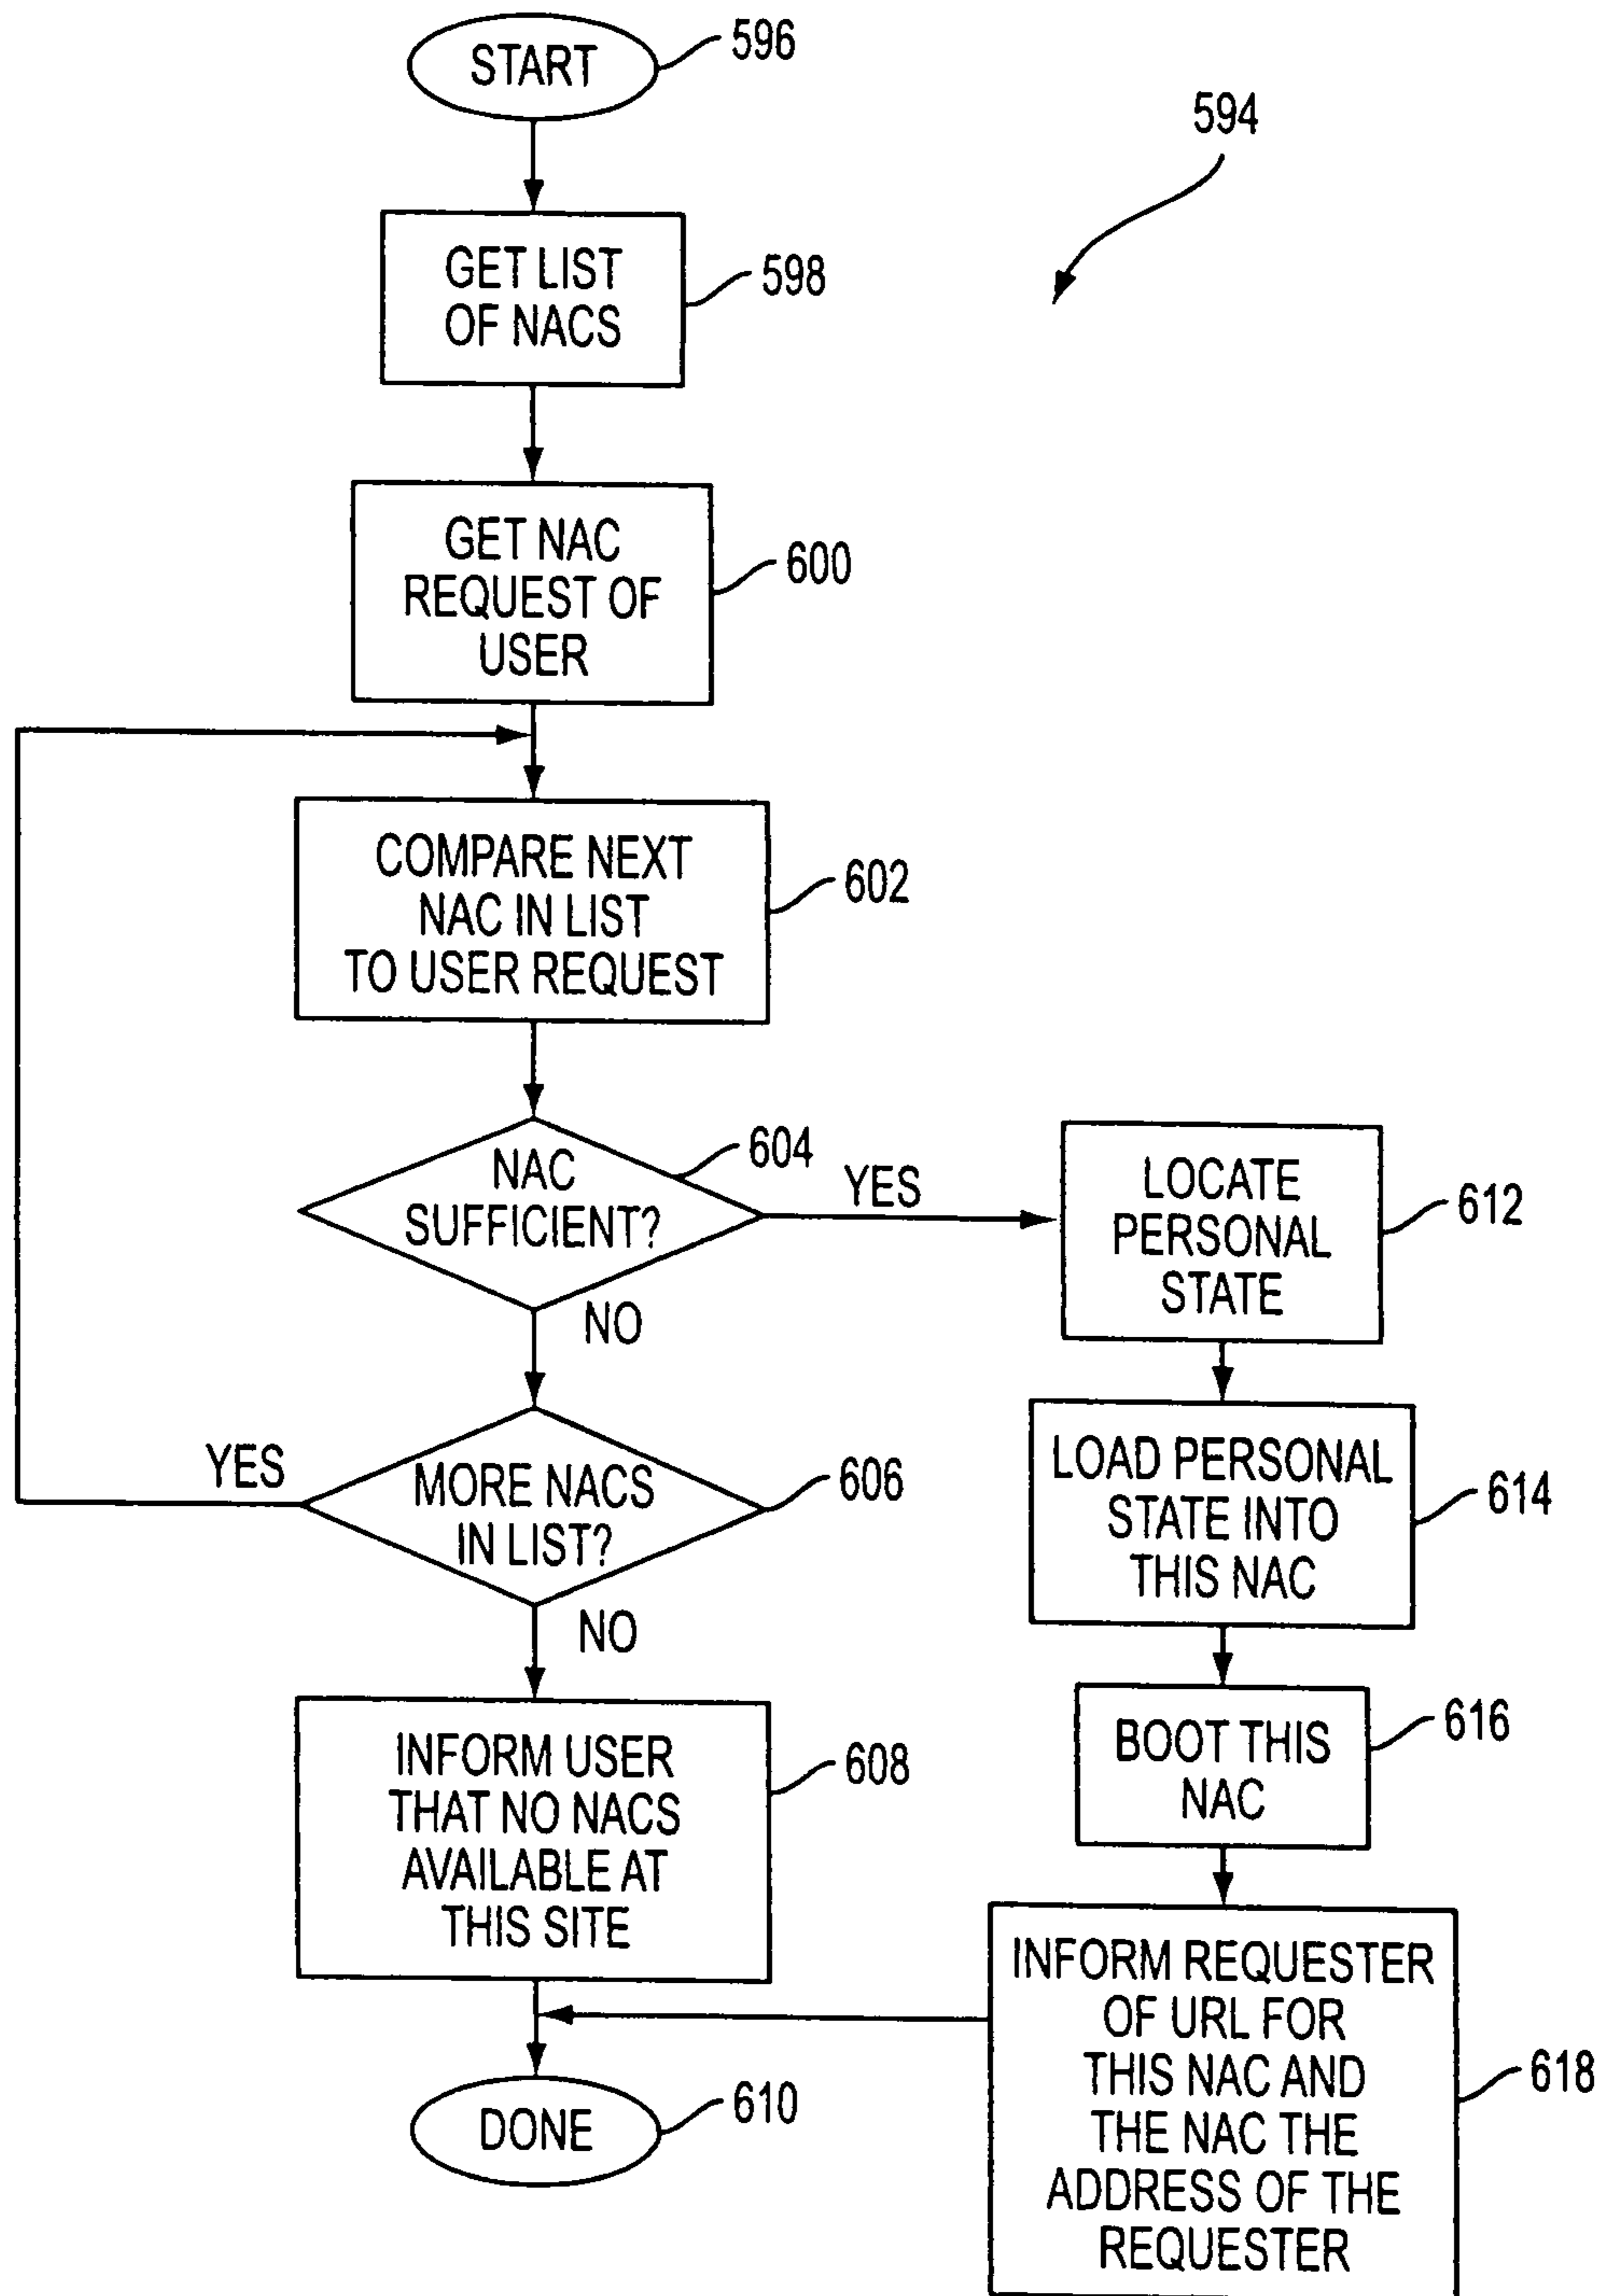 START
596
594
GET LIST
OF NACS
598
GET NAC
REQUEST OF
USER
600
COMPARE NEXT
NAC IN LIST
TO USER REQUEST
602
NAC
SUFFICIENT?
604
YES
NO
LOCATE
PERSONAL
STATE
612
MORE NACS
IN LIST?
606
YES
NO
LOAD PERSONAL
STATE INTO
THIS NAC
614
BOOT THIS
NAC
616
INFORM USER
THAT NO NACS
AVAILABLE AT
THIS SITE
608
INFORM REQUESTER
OF URL FOR
THIS NAC AND
THE NAC THE
ADDRESS OF THE
REQUESTER
618
DONE
610